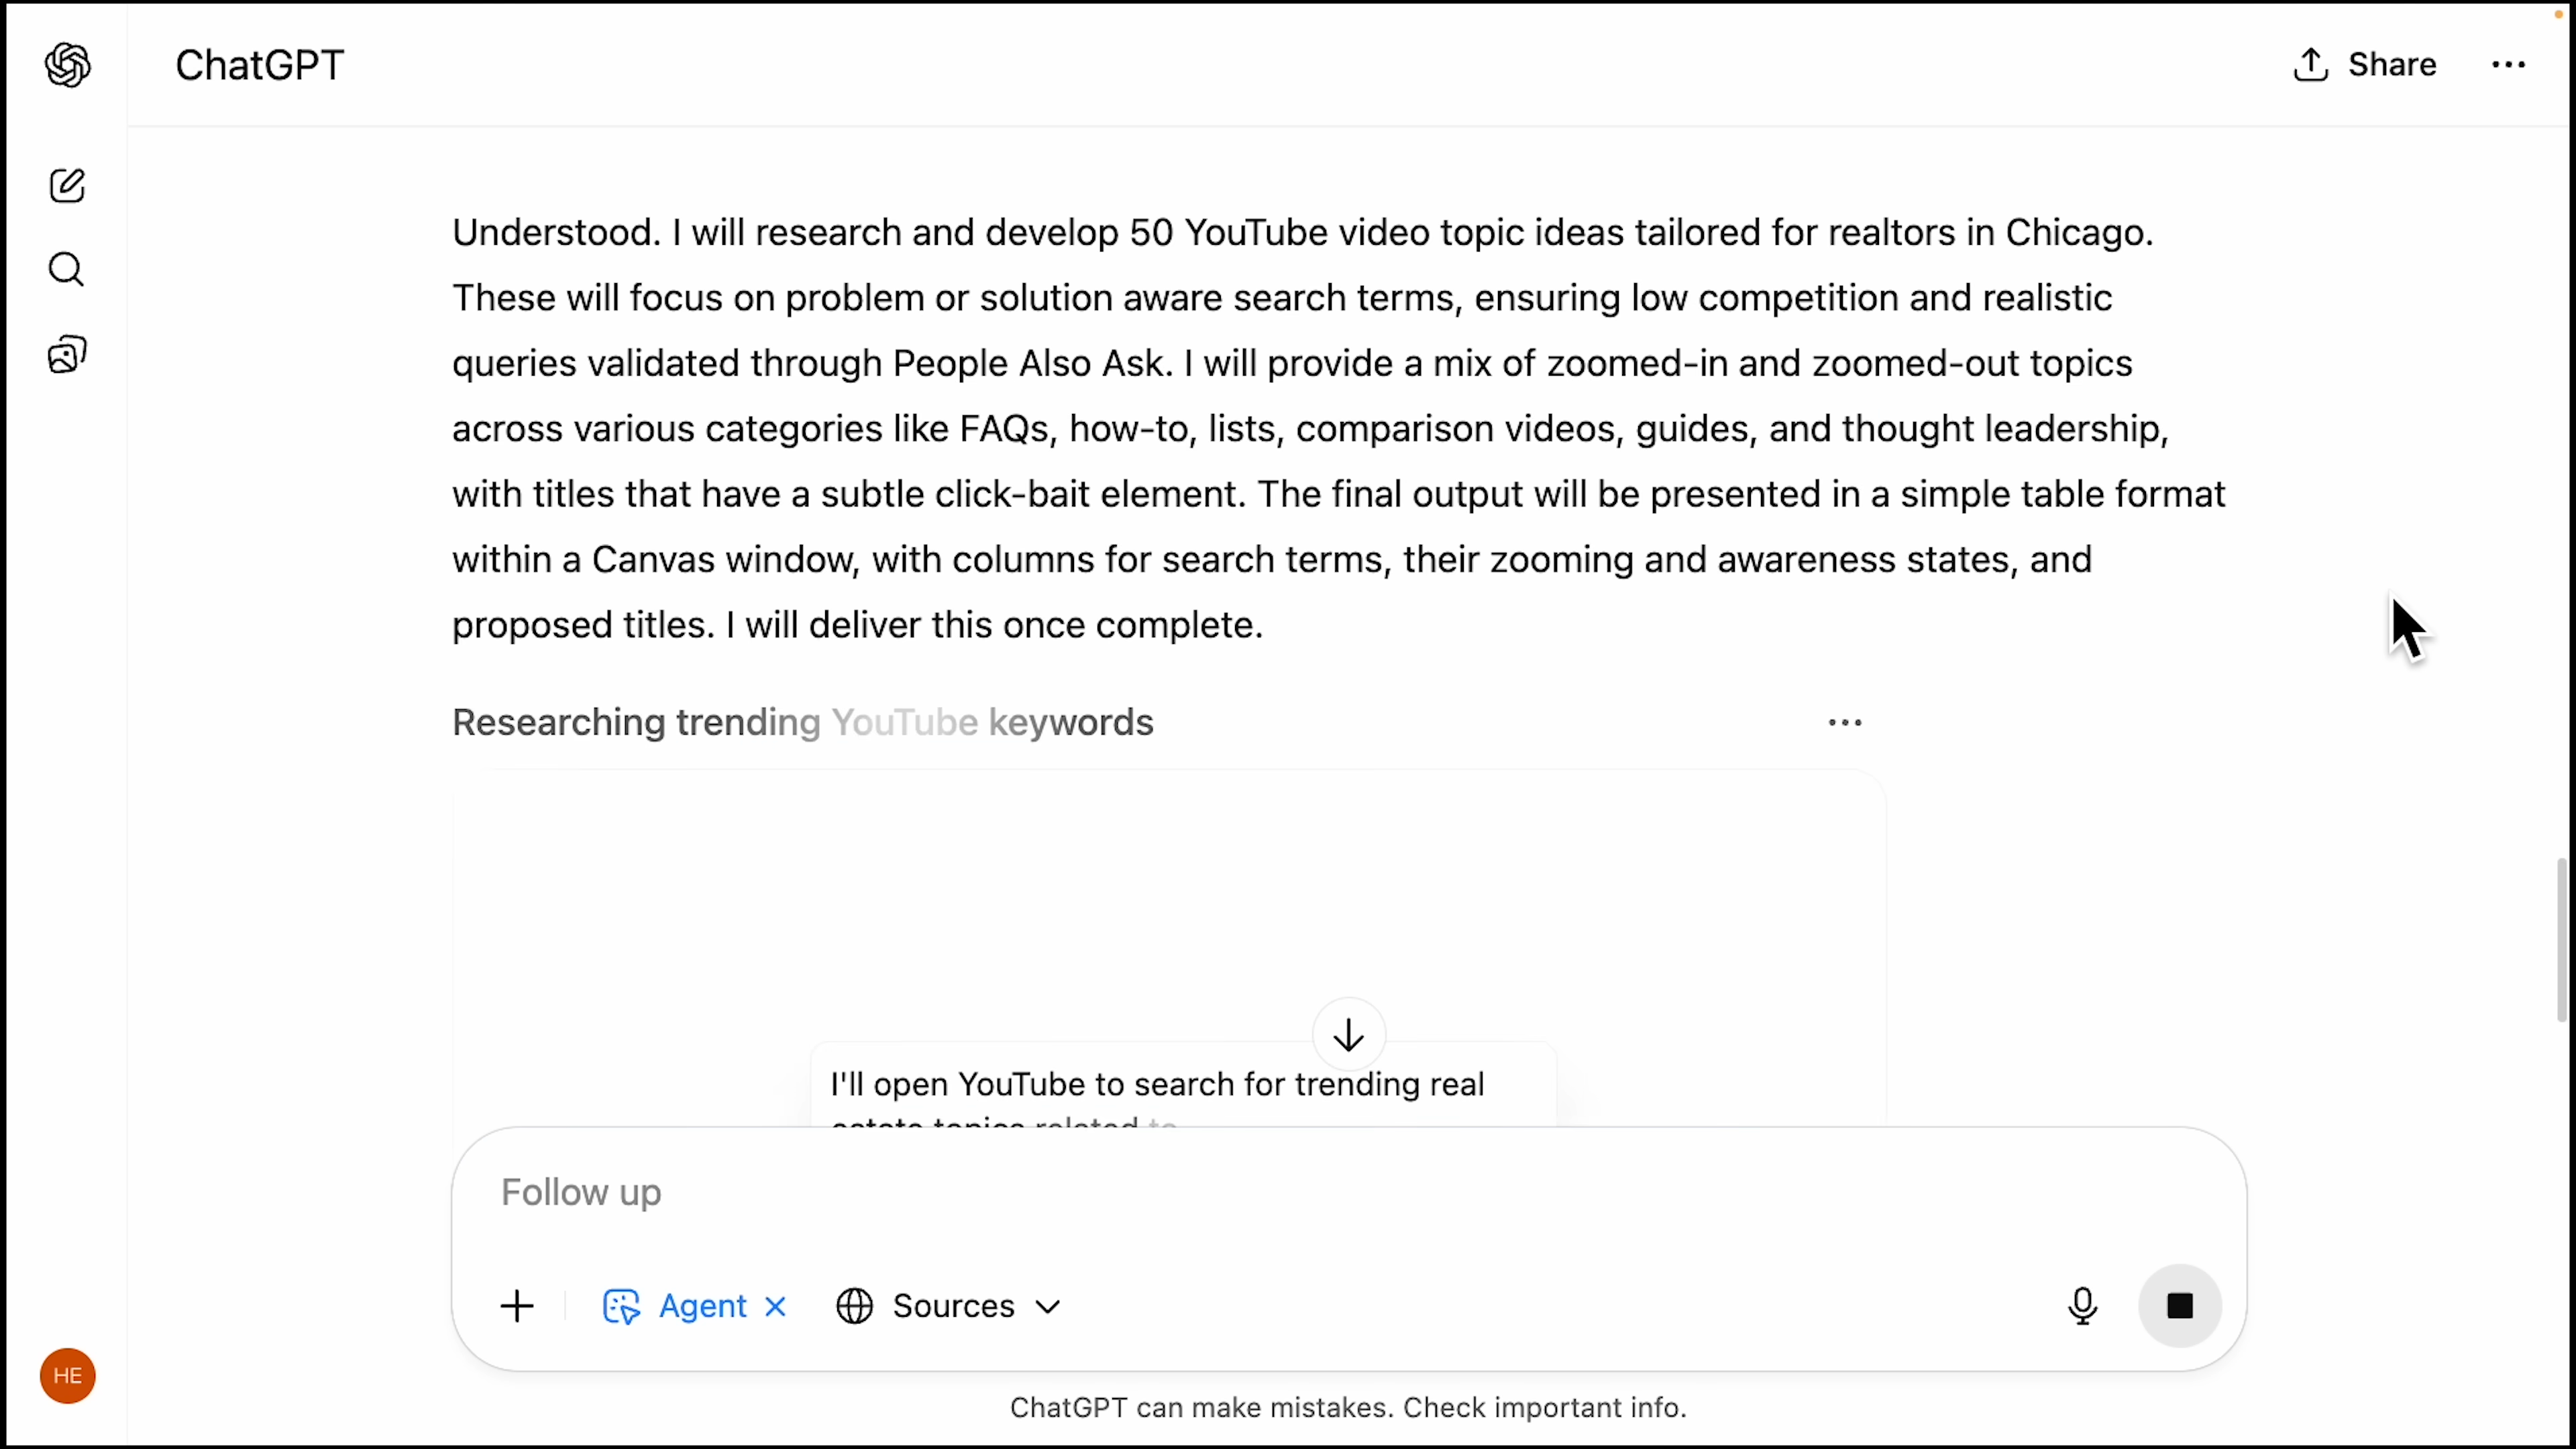 ChatGPT
Share
Understood. I will research and develop 50 YouTube video topic ideas tailored for realtors in Chicago.
These will focus on problem or solution aware search terms, ensuring low competition and realistic
queries validated through People Also Ask. I will provide a mix of zoomed-in and zoomed-out topics
across various categories like FAQs, how-to, lists, comparison videos, guides, and thought leadership,
with titles that have a subtle click-bait element. The final output will be presented in a simple table format
within a Canvas window, with columns for search terms, their zooming and awareness states, and
proposed titles. I will deliver this once complete.
Researching trending YouTube keywords
I'll open YouTube to search for trending real
estate topics related to
Follow up
Agent
Sources
HE
ChatGPT can make mistakes. Check important info.